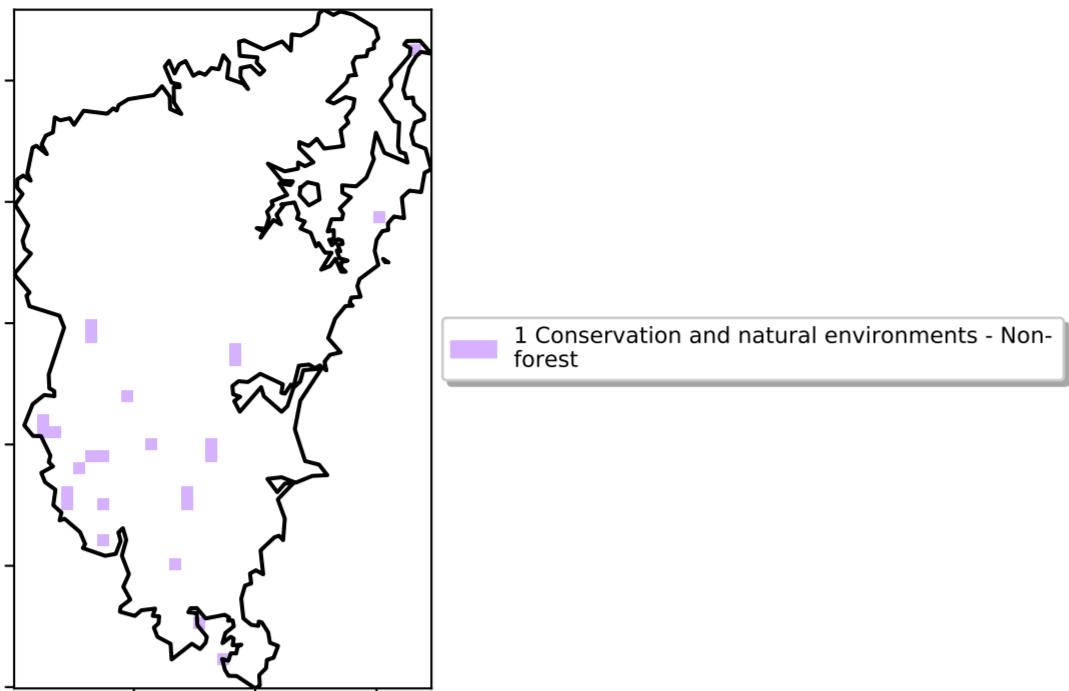 1 Conservation and natural environments - Non-
forest